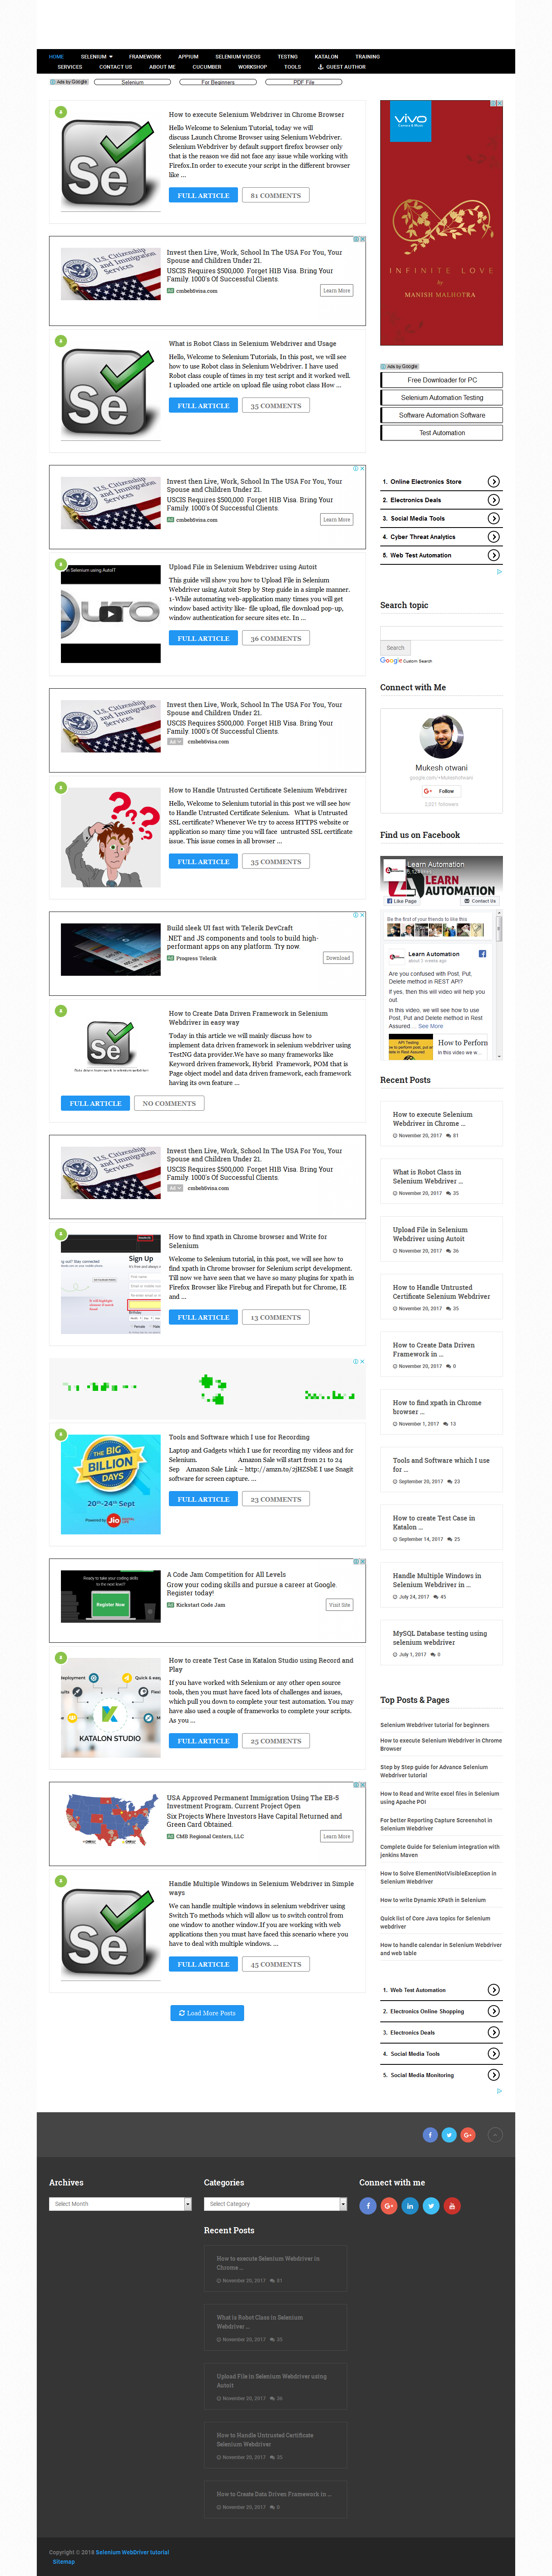 HOME SELENIUM FRAMEWORK APPIUM SELENIUM VIDEOS TESTNG KATALON TRAINING
SERVICES CONTACT US ABOUT ME CUCUMBER WORKSHOP TOOLS GUEST AUTHOR
Ads by Google Selenium For Beginners PDF File
How to execute Selenium Webdriver in Chrome Browser
Hello Welcome to Selenium Tutorial, today we will
discuss Launch Chrome Browser using Selenium Webdriver.
Selenium Webdriver by default support firefox browser only
that is the reason we did not face any issue while working with
Firefox.In order to execute your script in the different browser
like ...
FULL ARTICLE 81 COMMENTS
Invest then Live, Work, School In The USA For You, Your
Spouse and Children Under 21.
USCIS Requires $500,000. Forget H1B Visa. Bring Your
Family. 1000's Of Successful Clients.
Ad cmbeb5visa.com Learn More
What is Robot Class in Selenium Webdriver and Usage
Hello, Welcome to Selenium Tutorials, In this post, we will see
how to use Robot class in Selenium Webdriver. I have used
Robot class couple of times in my test script and it worked well.
I uploaded one article on upload file using robot class How ...
FULL ARTICLE 35 COMMENTS
Invest then Live, Work, School In The USA For You, Your
Spouse and Children Under 21.
USCIS Requires $500,000. Forget H1B Visa. Bring Your
Family. 1000's Of Successful Clients.
Ad cmbeb5visa.com Learn More
Upload File in Selenium Webdriver using Autoit
This guide will show you how to Upload File in Selenium
Webdriver using Autoit Step by Step guide in a simple manner.
1-While automating web-application many times you will get
window based activity like- file upload, file download pop-up,
window authentication for secure sites etc. In ...
FULL ARTICLE 36 COMMENTS
Invest then Live, Work, School In The USA For You, Your
Spouse and Children Under 21.
USCIS Requires $500,000. Forget H1B Visa. Bring Your
Family. 1000's Of Successful Clients.
Ad cmbeb5visa.com
How to Handle Untrusted Certificate Selenium Webdriver
Hello, Welcome to Selenium tutorial in this post we will see how
to Handle Untrusted Certificate Selenium. What is Untrusted
SSL certificate? Whenever We try to access HTTPS website or
application so many time you will face untrusted SSL certificate
issue. This issue comes in all browser ...
FULL ARTICLE 35 COMMENTS
Build sleek UI fast with Telerik DevCraft
.NET and JS components and tools to build high-
performant apps on any platform. Try now.
Ad Progress Telerik Download
How to Create Data Driven Framework in Selenium
Webdriver in easy way
Today in this article we will mainly discuss how to
implement data driven framework in selenium webdriver using
TestNG data provider.We have so many frameworks like
Keyword driven framework, Hybrid Framework, POM that is
Page object model and data driven framework, each framework
having its own feature ...
FULL ARTICLE NO COMMENTS
Invest then Live, Work, School In The USA For You, Your
Spouse and Children Under 21.
USCIS Requires $500,000. Forget H1B Visa. Bring Your
Family. 1000's Of Successful Clients.
Ad cmbeb5visa.com
How to find xpath in Chrome browser and Write for
Selenium
Welcome to Selenium tutorial, in this post, we will see how to
find xpath in Chrome browser for Selenium script development.
Till now we have seen that we have so many plugins for xpath in
Firefox Browser like Firebug and Firepath but for Chrome, IE
and ...
Sign Up
FULL ARTICLE 13 COMMENTS
Tools and Software which I use for Recording
Laptop and Gadgets which I use for recording my videos and for
Selenium. Amazon Sale will start from 21 to 24
Sep Amazon Sale Link – http://amzn.to/2jHZSbE I use Snagit
software for screen capture. ...
THE BIG
BILLION
DAYS
20th-24th Sept
Powered by Jio
FULL ARTICLE 23 COMMENTS
A Code Jam Competition for All Levels
Grow your coding skills and pursue a career at Google.
Register today!
Register Now
Ad Kickstart Code Jam Visit Site
How to create Test Case in Katalon Studio using Record and
Play
If you have worked with Selenium or any other open source
tools, then you must have faced lots of challenges and issues,
which pull you down to complete your test automation. You may
have also used a couple of frameworks to complete your scripts.
As you ...
KATALON STUDIO
FULL ARTICLE 25 COMMENTS
USA Approved Permanent Immigration Using The EB-5
Investment Program. Current Project Open
Six Projects Where Investors Have Capital Returned and
Green Card Obtained.
Ad CMB Regional Centers, LLC Learn More
Handle Multiple Windows in Selenium Webdriver in Simple
ways
We can handle multiple windows in selenium webdriver using
Switch To methods which will allow us to switch control from
one window to another window.If you are working with web
applications then you must have faced this scenario where you
have to deal with multiple windows. ...
FULL ARTICLE 45 COMMENTS
Load More Posts
vivo
Camera & Music
INFINITE LOVE
by
MANISH MALHOTRA
Ads by Google
Free Downloader for PC
Selenium Automation Testing
Software Automation Software
Test Automation
1. Online Electronics Store
2. Electronics Deals
3. Social Media Tools
4. Cyber Threat Analytics
5. Web Test Automation
Search topic
Search
Google Custom Search
Connect with Me
Mukesh otwani
google.com/+MukeshOtwani
Follow
2,031 followers
Find us on Facebook
Learn Automation
LEARN
AUTOMATION
Like Page Contact Us
Be the first of your friends to like this
Learn Automation
about 3 weeks ago
Are you confused with Post, Put,
Delete method in REST API?
If yes, then this will video will help you
out.
In this video, we will see how to use
Post, Put and Delete method in Rest
Assured ... See More
How to Perforn
In this video we w...
Recent Posts
How to execute Selenium
Webdriver in Chrome ...
November 20, 2017 81
What is Robot Class in
Selenium Webdriver ...
November 20, 2017 35
Upload File in Selenium
Webdriver using Autoit
November 20, 2017 36
How to Handle Untrusted
Certificate Selenium Webdriver
November 20, 2017 35
How to Create Data Driven
Framework in ...
November 20, 2017 0
How to find xpath in Chrome
browser ...
November 1, 2017 13
Tools and Software which I use
for ...
September 20, 2017 23
How to create Test Case in
Katalon ...
September 14, 2017 25
Handle Multiple Windows in
Selenium Webdriver in ...
July 24, 2017 45
MySQL Database testing using
selenium webdriver
July 1, 2017 0
Top Posts & Pages
Selenium Webdriver tutorial for beginners
How to execute Selenium Webdriver in Chrome
Browser
Step by Step guide for Advance Selenium
Webdriver tutorial
How to Read and Write excel files in Selenium
using Apache POI
For better Reporting Capture Screenshot in
Selenium Webdriver
Complete Guide for Selenium integration with
jenkins Maven
How to Solve ElementNotVisibleException in
Selenium Webdriver
How to write Dynamic XPath in Selenium
Quick list of Core Java topics for Selenium
webdriver
How to handle calendar in Selenium Webdriver
and web table
1. Web Test Automation
2. Electronics Online Shopping
3. Electronics Deals
4. Social Media Tools
5. Social Media Monitoring
Archives
Select Month
Categories
Select Category
Recent Posts
How to execute Selenium Webdriver in
Chrome ...
November 20, 2017 81
What is Robot Class in Selenium
Webdriver ...
November 20, 2017 35
Upload File in Selenium Webdriver using
Autoit
November 20, 2017 36
How to Handle Untrusted Certificate
Selenium Webdriver
November 20, 2017 35
How to Create Data Driven Framework in ...
November 20, 2017 0
Connect with me
Copyright © 2018 Selenium WebDriver tutorial
Sitemap